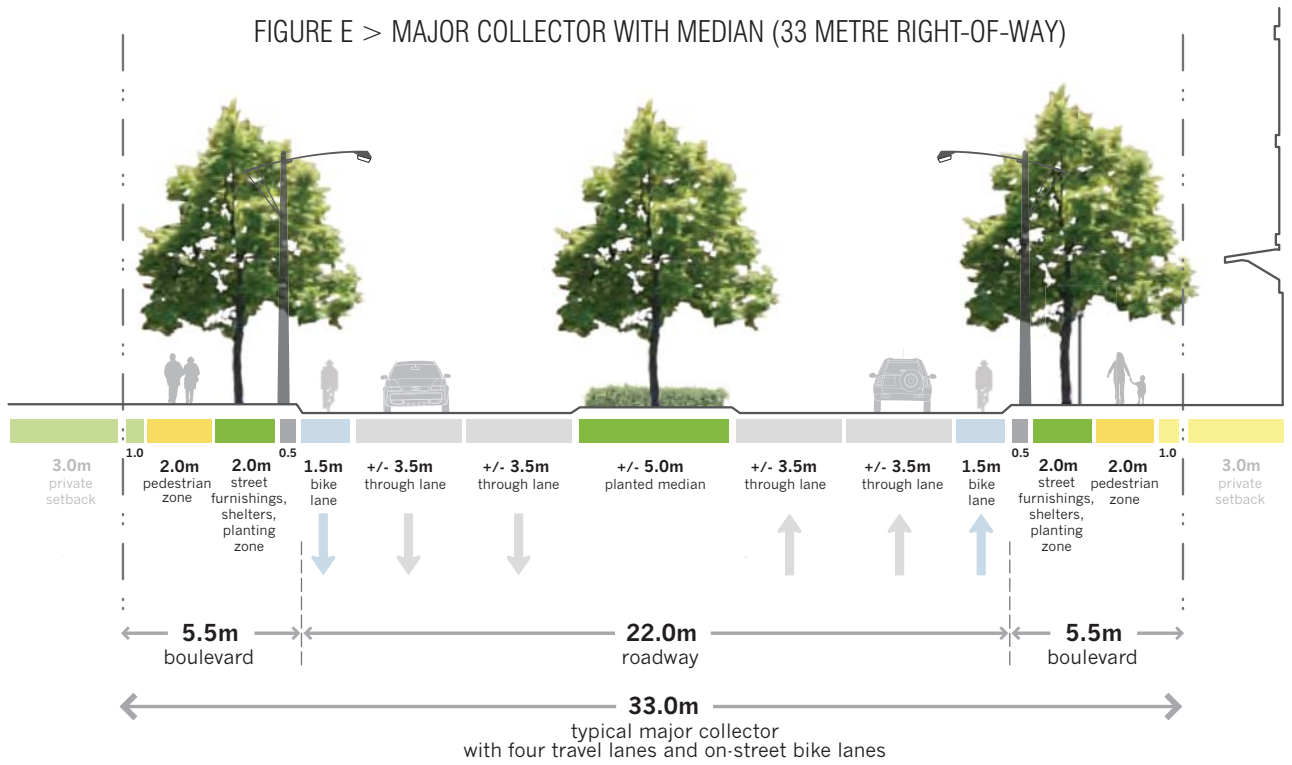 FIGURE E > MAJOR COLLECTOR WITH MEDIAN (33 METRE RIGHT-OF-WAY)
3.0m
private
setback
1.0
2.0m
pedestrian
zone
2.0m
street
furnishings,
shelters,
planting
zone
0.5
1.5m
bike
lane
+/- 3.5m
through lane
+/- 3.5m
through lane
+/- 5.0m
planted median
+/- 3.5m
through lane
+/- 3.5m
through lane
1.5m
bike
lane
0.5
2.0m
street
furnishings,
shelters,
planting
zone
2.0m
pedestrian
zone
1.0
3.0m
private
setback
5.5m
boulevard
22.0m
roadway
5.5m
boulevard
33.0m
typical major collector
with four travel lanes and on-street bike lanes